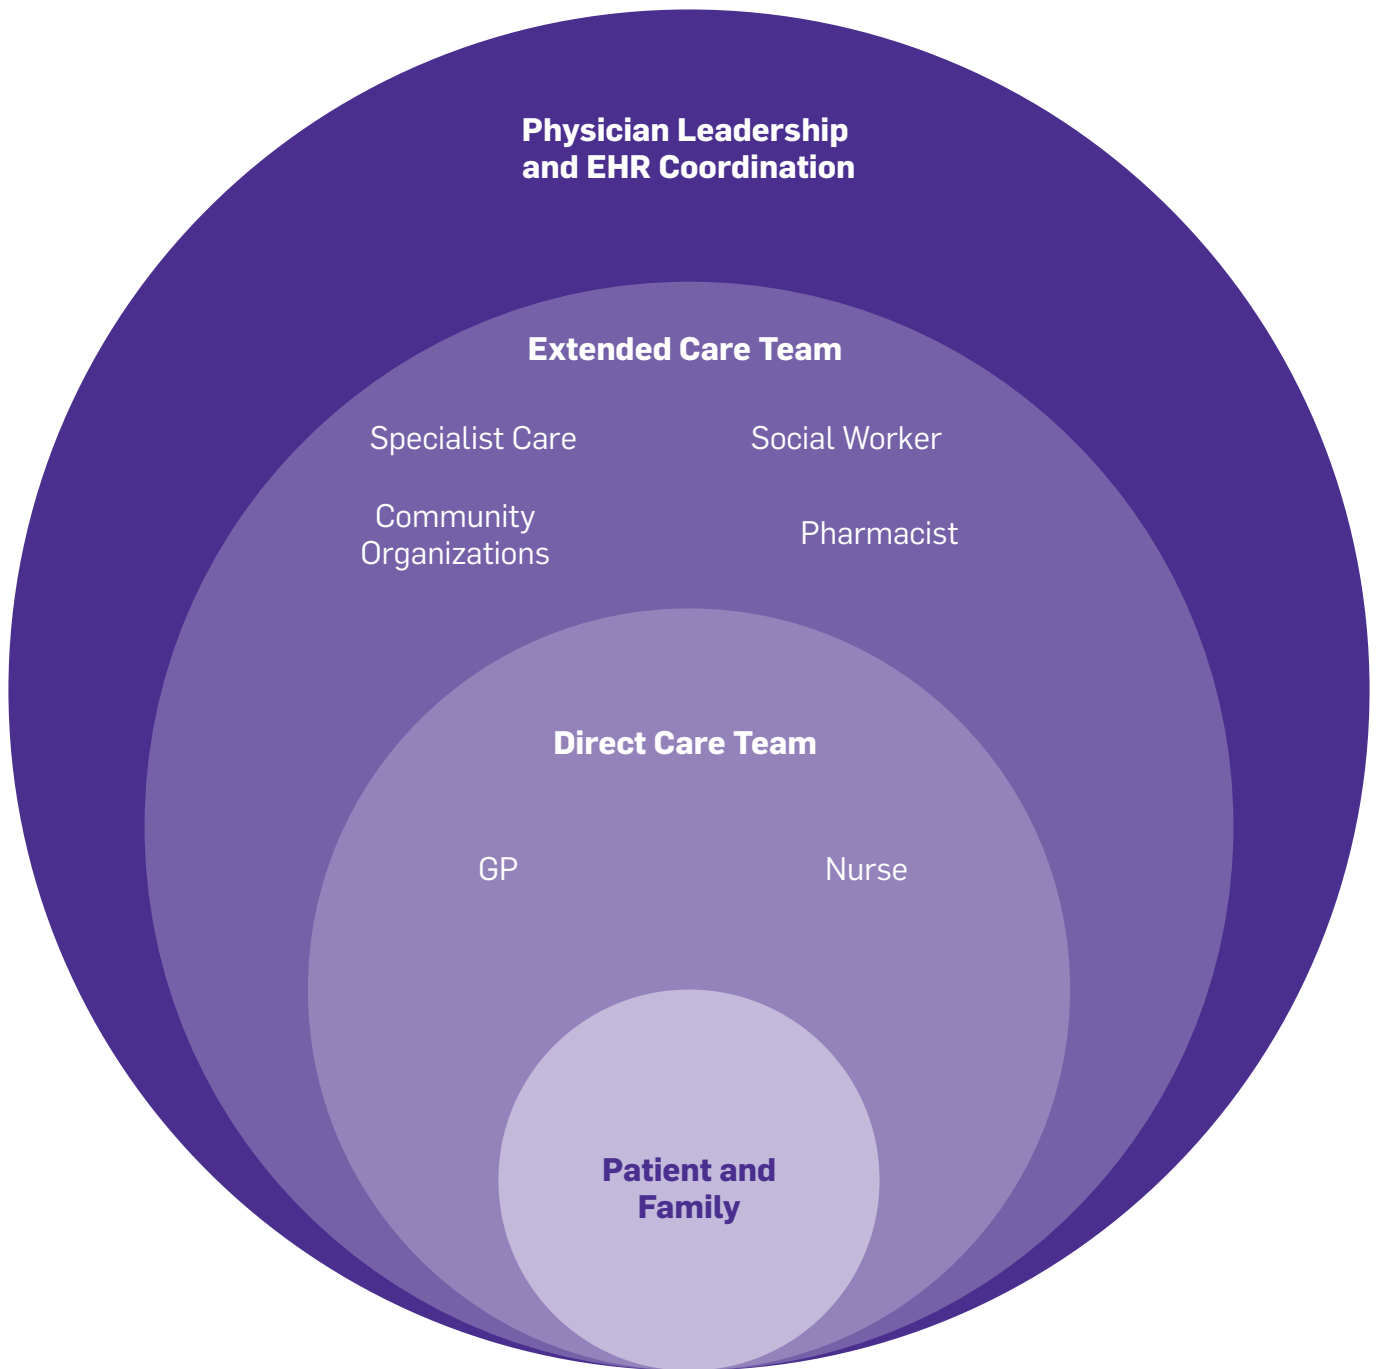 Physician Leadership
and EHR Coordination
Extended Care Team
Specialist Care
Social Worker
Community
Organizations
Pharmacist
Direct Care Team
GP
Nurse
Patient and
Family